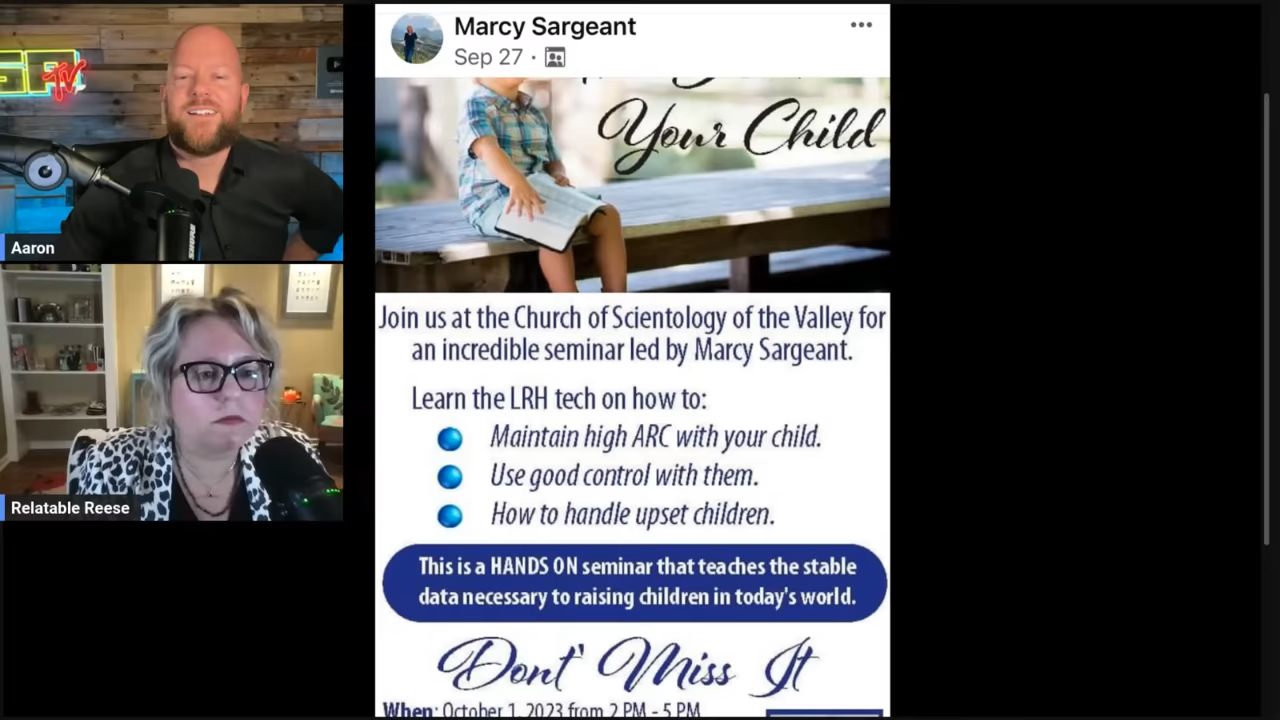 TV
Aaron
Relatable Reese
Marcy Sargeant
Sep 27 ·
Your Child
Join us at the Church of Scientology of the Valley for
an incredible seminar led by Marcy Sargeant.
Learn the LRH tech on how to:
Maintain high ARC with your child.
Use good control with them.
How to handle upset children.
This is a HANDS ON seminar that teaches the stable
data necessary to raising children in today's world.
Dont' Miss It
When: October 1, 2023 from 2 PM - 5 PM